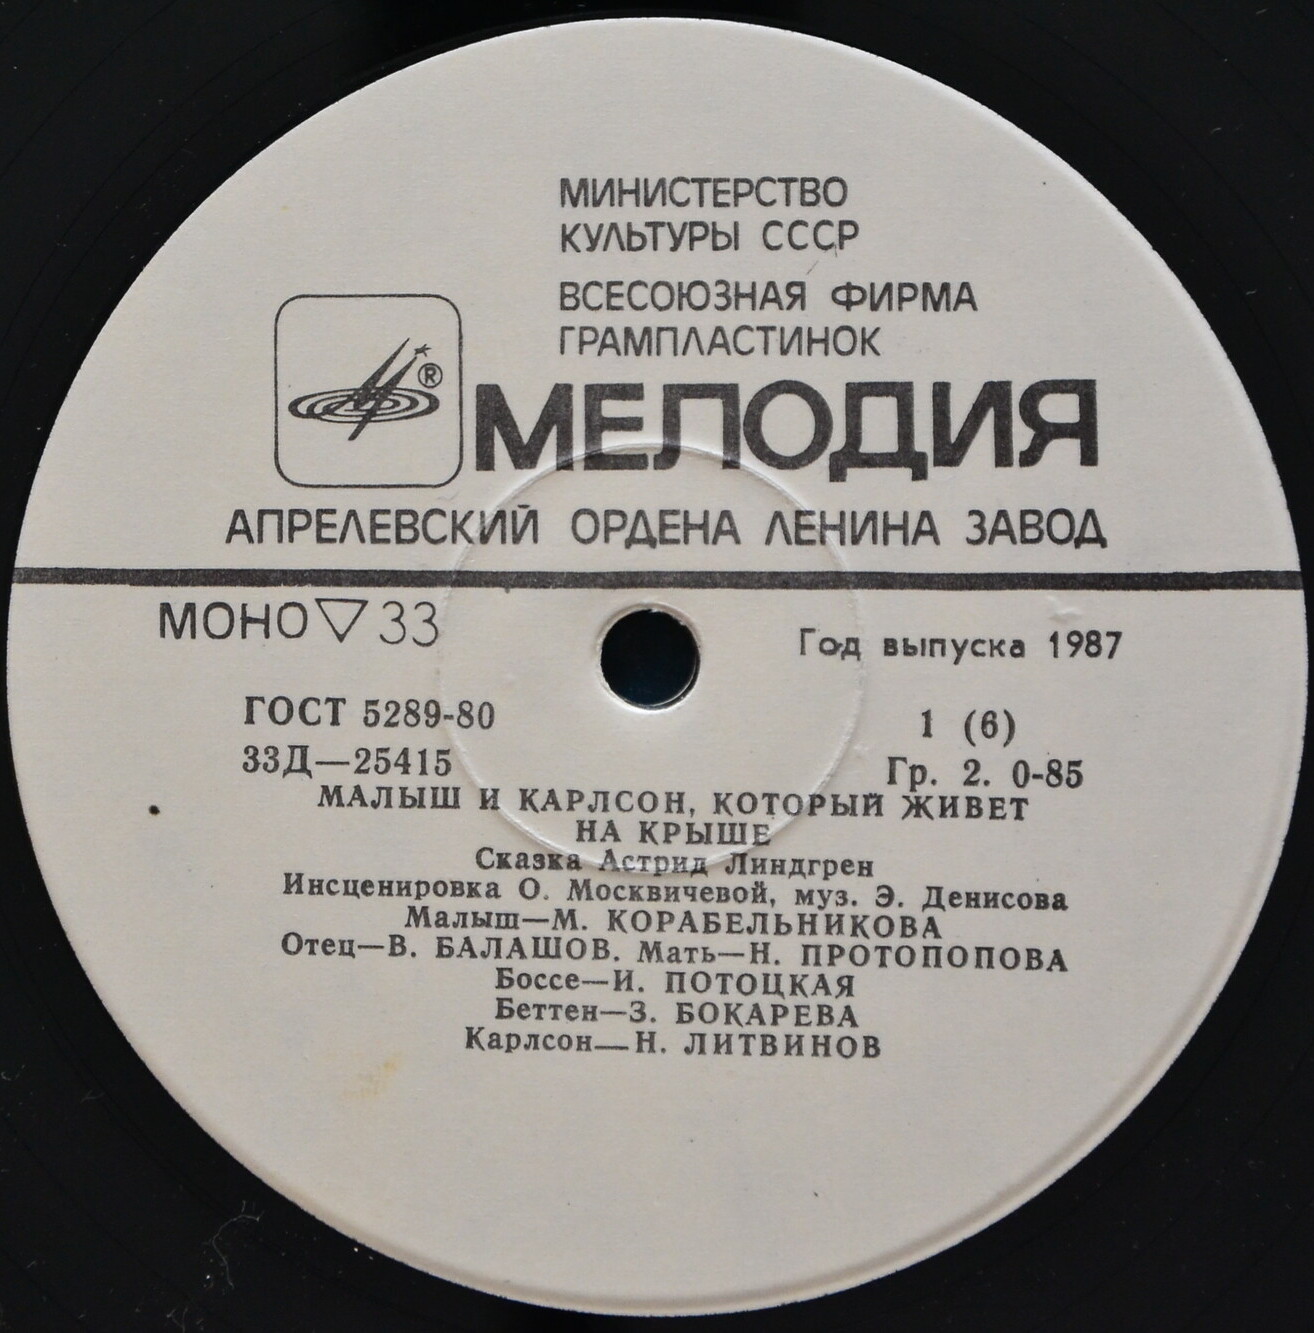 МИНИСТЕРСТВО
КУЛЬТУРЫ СССР
ВСЕСОЮЗНАЯ ФИРМА
ГРАМПЛАСТИНОК
®
МЕЛОДИЯ
АПРЕЛЕВСКИЙ ОРДЕНА ЛЕНИНА ЗАВОД
МОНО ▽ 33
Год выпуска 1987
ГОСТ 5289-80
1 (6)
33Д—25415
Гр. 2. 0-85
МАЛЫШ И КАРЛСОН, КОТОРЫЙ ЖИВЕТ
НА КРЫШЕ
Сказка Астрид Линдгрен
Инсценировка О. Москвичевой, муз. Э. Денисова
Малыш—М. КОРАБЕЛЬНИКОВА
Отец—В. БАЛАШОВ. Мать—Н. ПРОТОПОПОВА
Боссе—И. ПОТОЦКАЯ
Беттен—З. БОКАРЕВА
Карлсон—Н. ЛИТВИНОВ